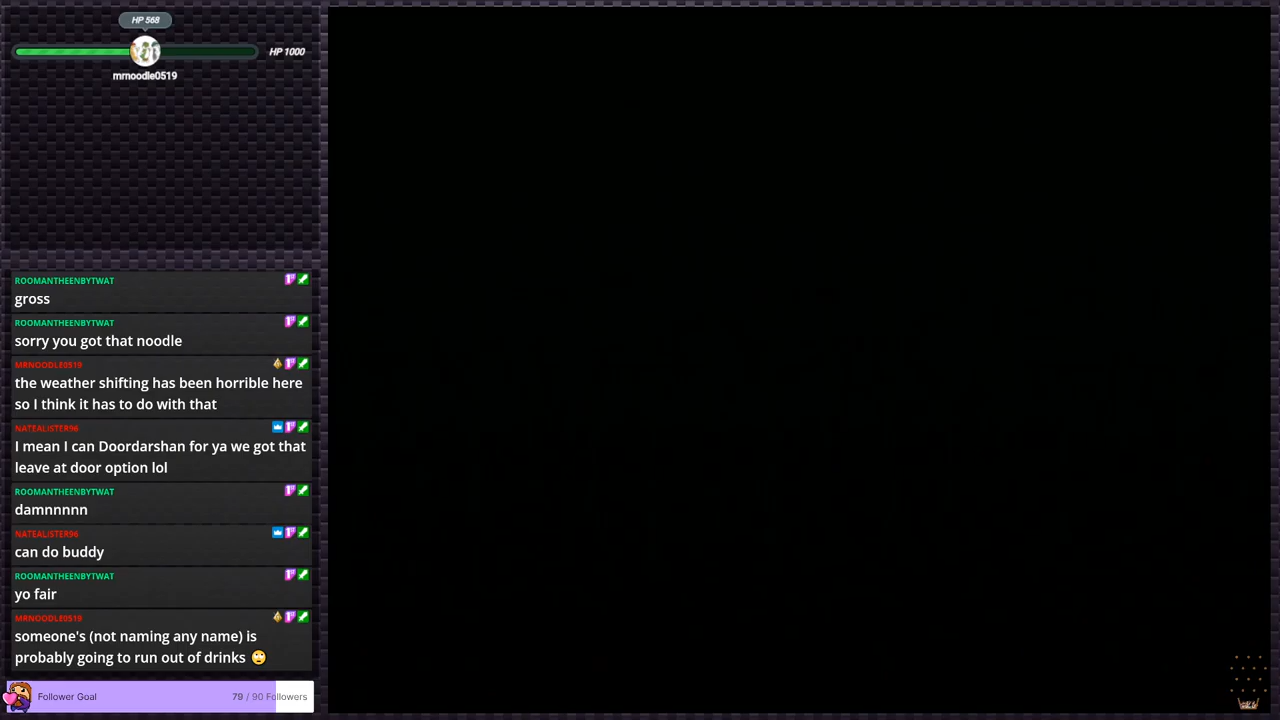 HP 568
HP 1000
mrnoodle0519
ROOMANTHEENBYTWAT
gross
ROOMANTHEENBYTWAT
sorry you got that noodle
MRNOODLE0519
the weather shifting has been horrible here
so I think it has to do with that
NATEALISTER96
I mean I can Doordarshan for ya we got that
leave at door option lol
ROOMANTHEENBYTWAT
damnnnnn
NATEALISTER96
can do buddy
ROOMANTHEENBYTWAT
yo fair
MRNOODLE0519
someone's (not naming any name) is
probably going to run out of drinks 🙄
Follower Goal
79 / 90 Followers